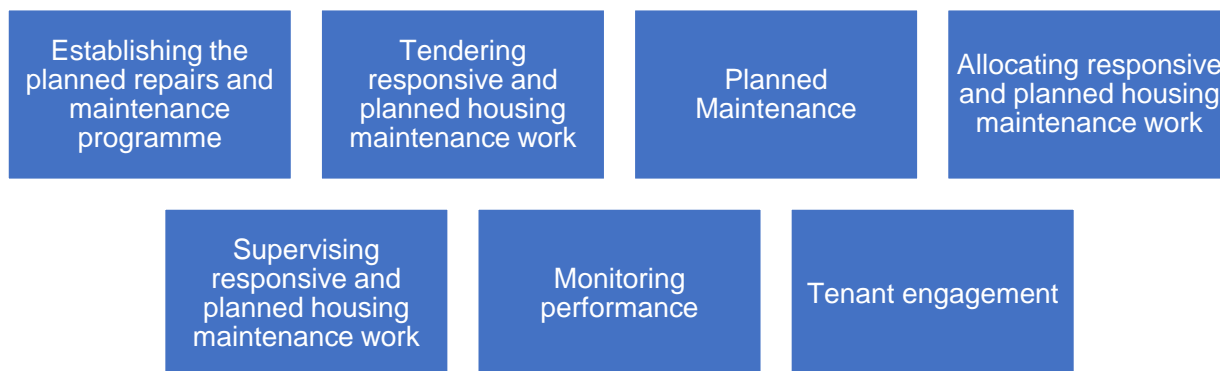 Establishing the
planned repairs and
maintenance
programme
Tendering
responsive and
planned housing
maintenance work
Planned
Maintenance
Allocating responsive
and planned housing
maintenance work
Supervising
responsive and
planned housing
maintenance work
Monitoring
performance
Tenant engagement